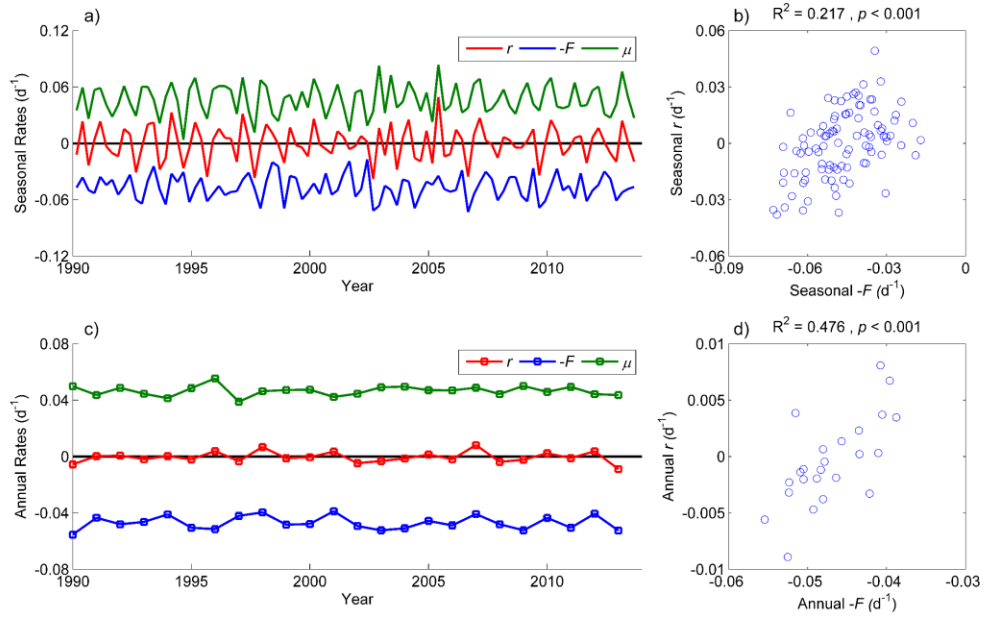 a)
Seasonal Rates (d⁻¹)
0.12
0.06
0
-0.06
-0.12
r -F μ
1990 1995 2000 2005 2010
Year
b)
R² = 0.217 , p < 0.001
Seasonal r (d⁻¹)
0.06
0.03
0
-0.03
-0.06
-0.09 -0.06 -0.03 0
Seasonal -F (d⁻¹)
c)
Annual Rates (d⁻¹)
0.08
0.04
0
-0.04
-0.08
r -F μ
1990 1995 2000 2005 2010
Year
d)
R² = 0.476 , p < 0.001
Annual r (d⁻¹)
0.01
0.005
0
-0.005
-0.01
-0.06 -0.05 -0.04 -0.03
Annual -F (d⁻¹)